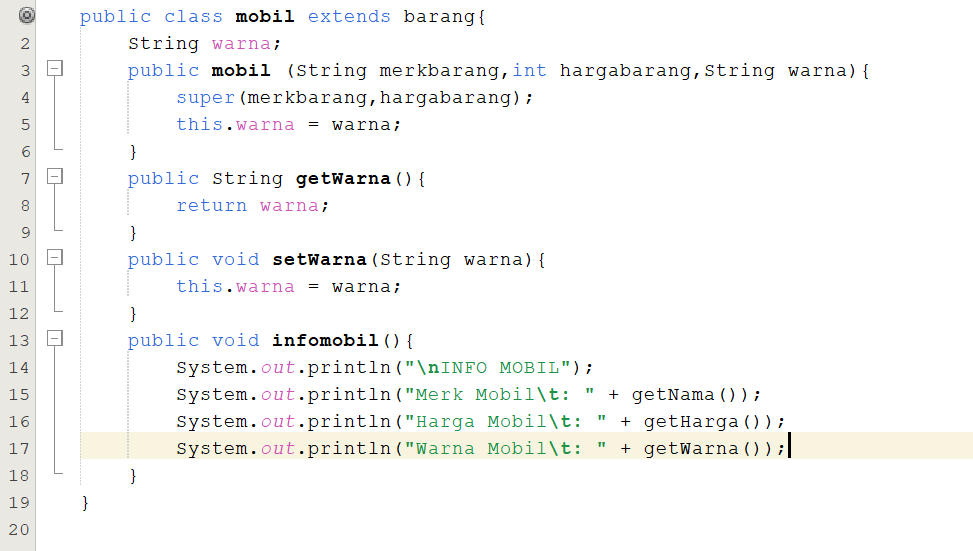 public class mobil extends barang{
2 String warna;
3 public mobil (String merkbarang,int hargabarang,String warna){
4 super(merkbarang,hargabarang);
5 this.warna = warna;
6 }
7 public String getWarna(){
8 return warna;
9 }
10 public void setWarna(String warna){
11 this.warna = warna;
12 }
13 public void infomobil(){
14 System.out.println("\nINFO MOBIL");
15 System.out.println("Merk Mobil\t: " + getNama());
16 System.out.println("Harga Mobil\t: " + getHarga());
17 System.out.println("Warna Mobil\t: " + getWarna());
18 }
19 }
20